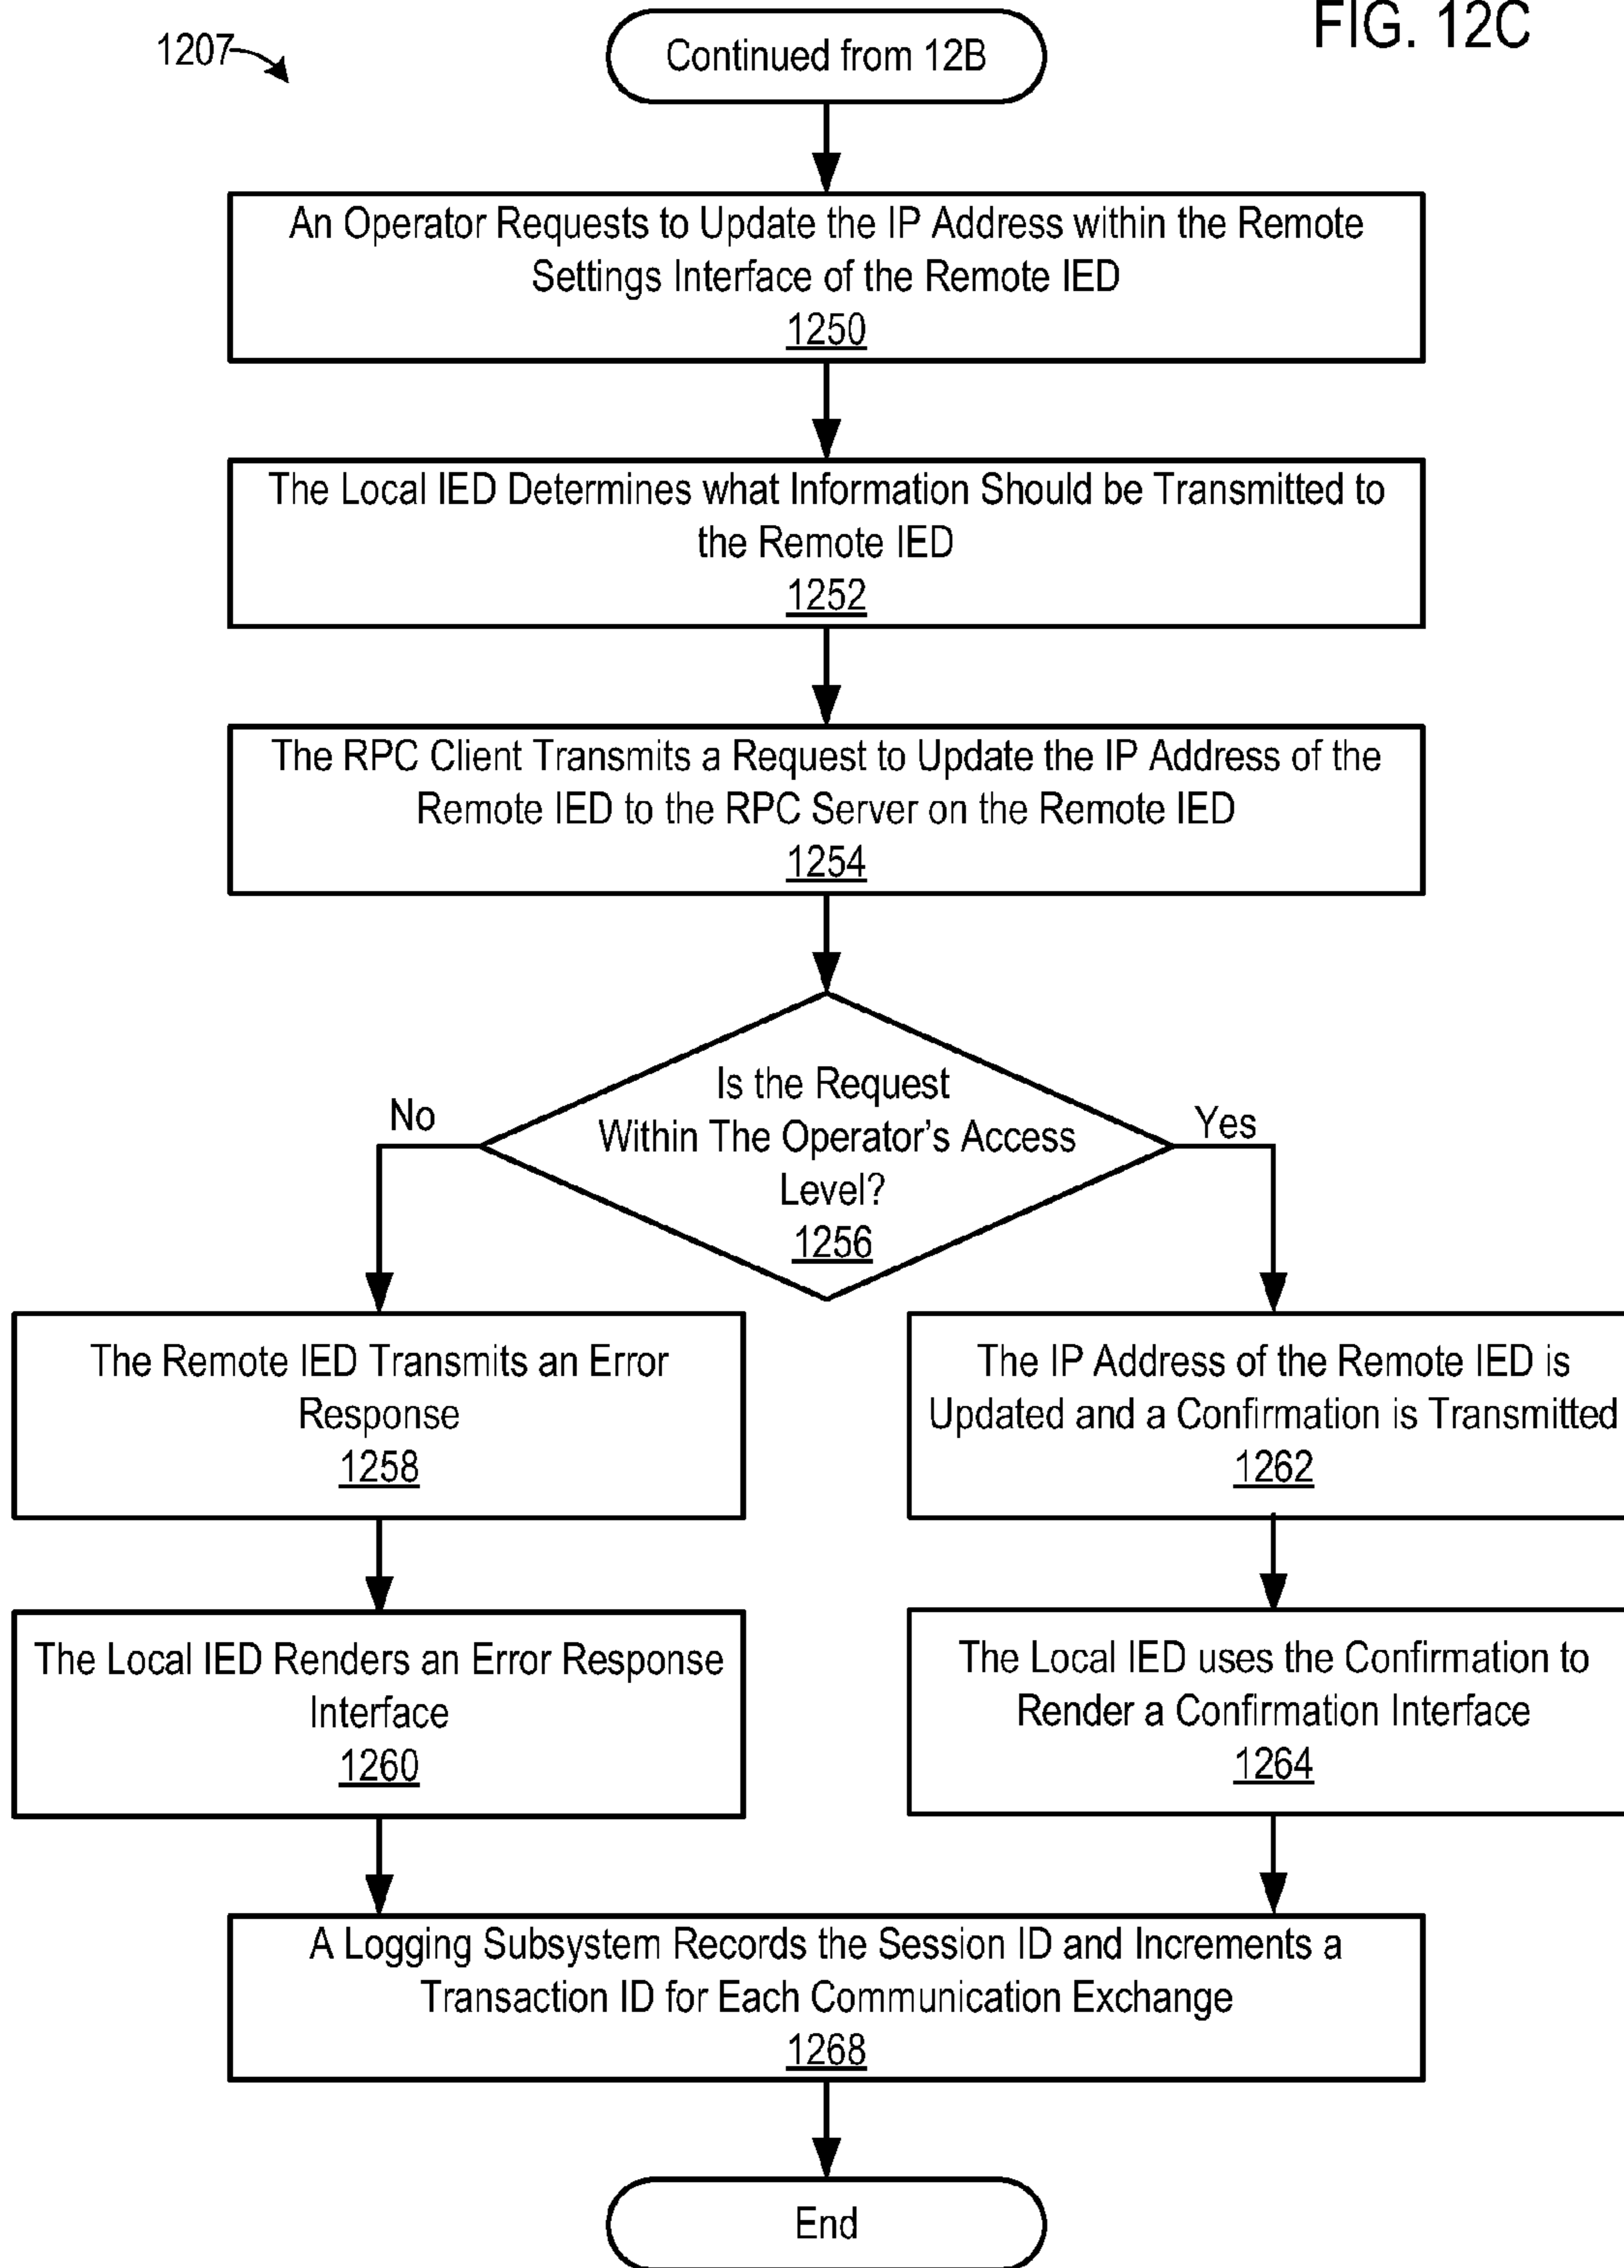 FIG. 12C
1207
Continued from 12B
An Operator Requests to Update the IP Address within the Remote
Settings Interface of the Remote IED
1250
The Local IED Determines what Information Should be Transmitted to
the Remote IED
1252
The RPC Client Transmits a Request to Update the IP Address of the
Remote IED to the RPC Server on the Remote IED
1254
Is the Request
Within The Operator's Access
Level?
1256
No
Yes
The Remote IED Transmits an Error
Response
1258
The IP Address of the Remote IED is
Updated and a Confirmation is Transmitted
1262
The Local IED Renders an Error Response
Interface
1260
The Local IED uses the Confirmation to
Render a Confirmation Interface
1264
A Logging Subsystem Records the Session ID and Increments a
Transaction ID for Each Communication Exchange
1268
End